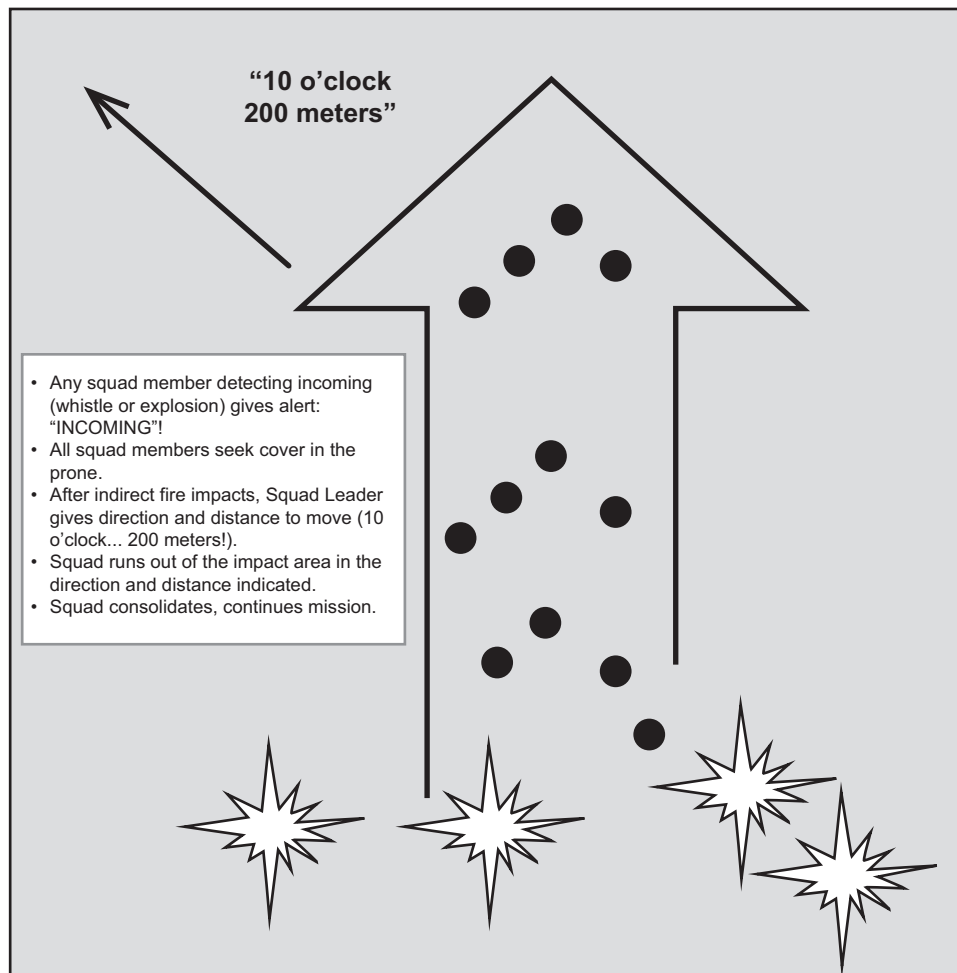 “10 o’clock
200 meters”
• Any squad member detecting incoming
(whistle or explosion) gives alert:
“INCOMING”!
• All squad members seek cover in the
prone.
• After indirect fire impacts, Squad Leader
gives direction and distance to move (10
o’clock... 200 meters!).
• Squad runs out of the impact area in the
direction and distance indicated.
• Squad consolidates, continues mission.